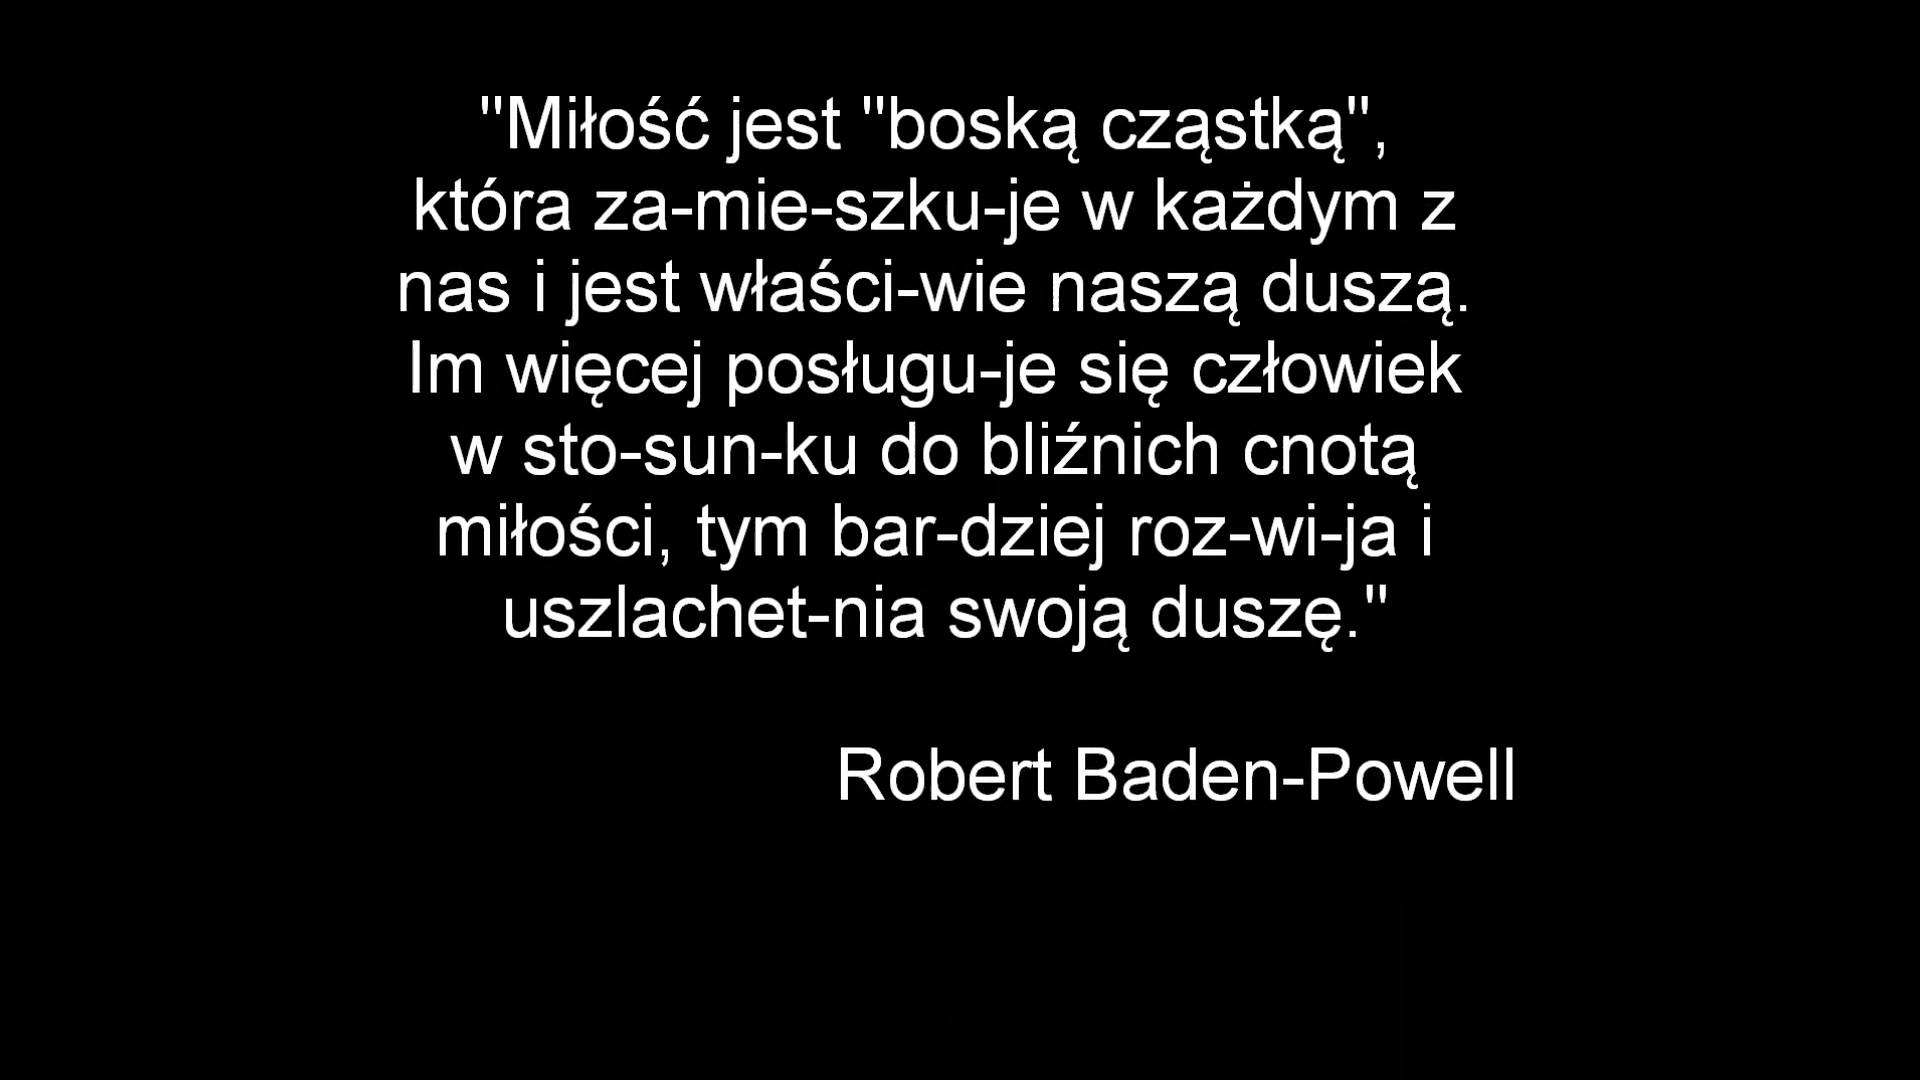 "Miłość jest "boską cząstką",
która za-mie-szku-je w każdym z
nas i jest właści-wie naszą duszą.
Im więcej posługu-je się człowiek
w sto-sun-ku do bliźnich cnotą
miłości, tym bar-dziej roz-wi-ja i
uszlachet-nia swoją duszę."
Robert Baden-Powell